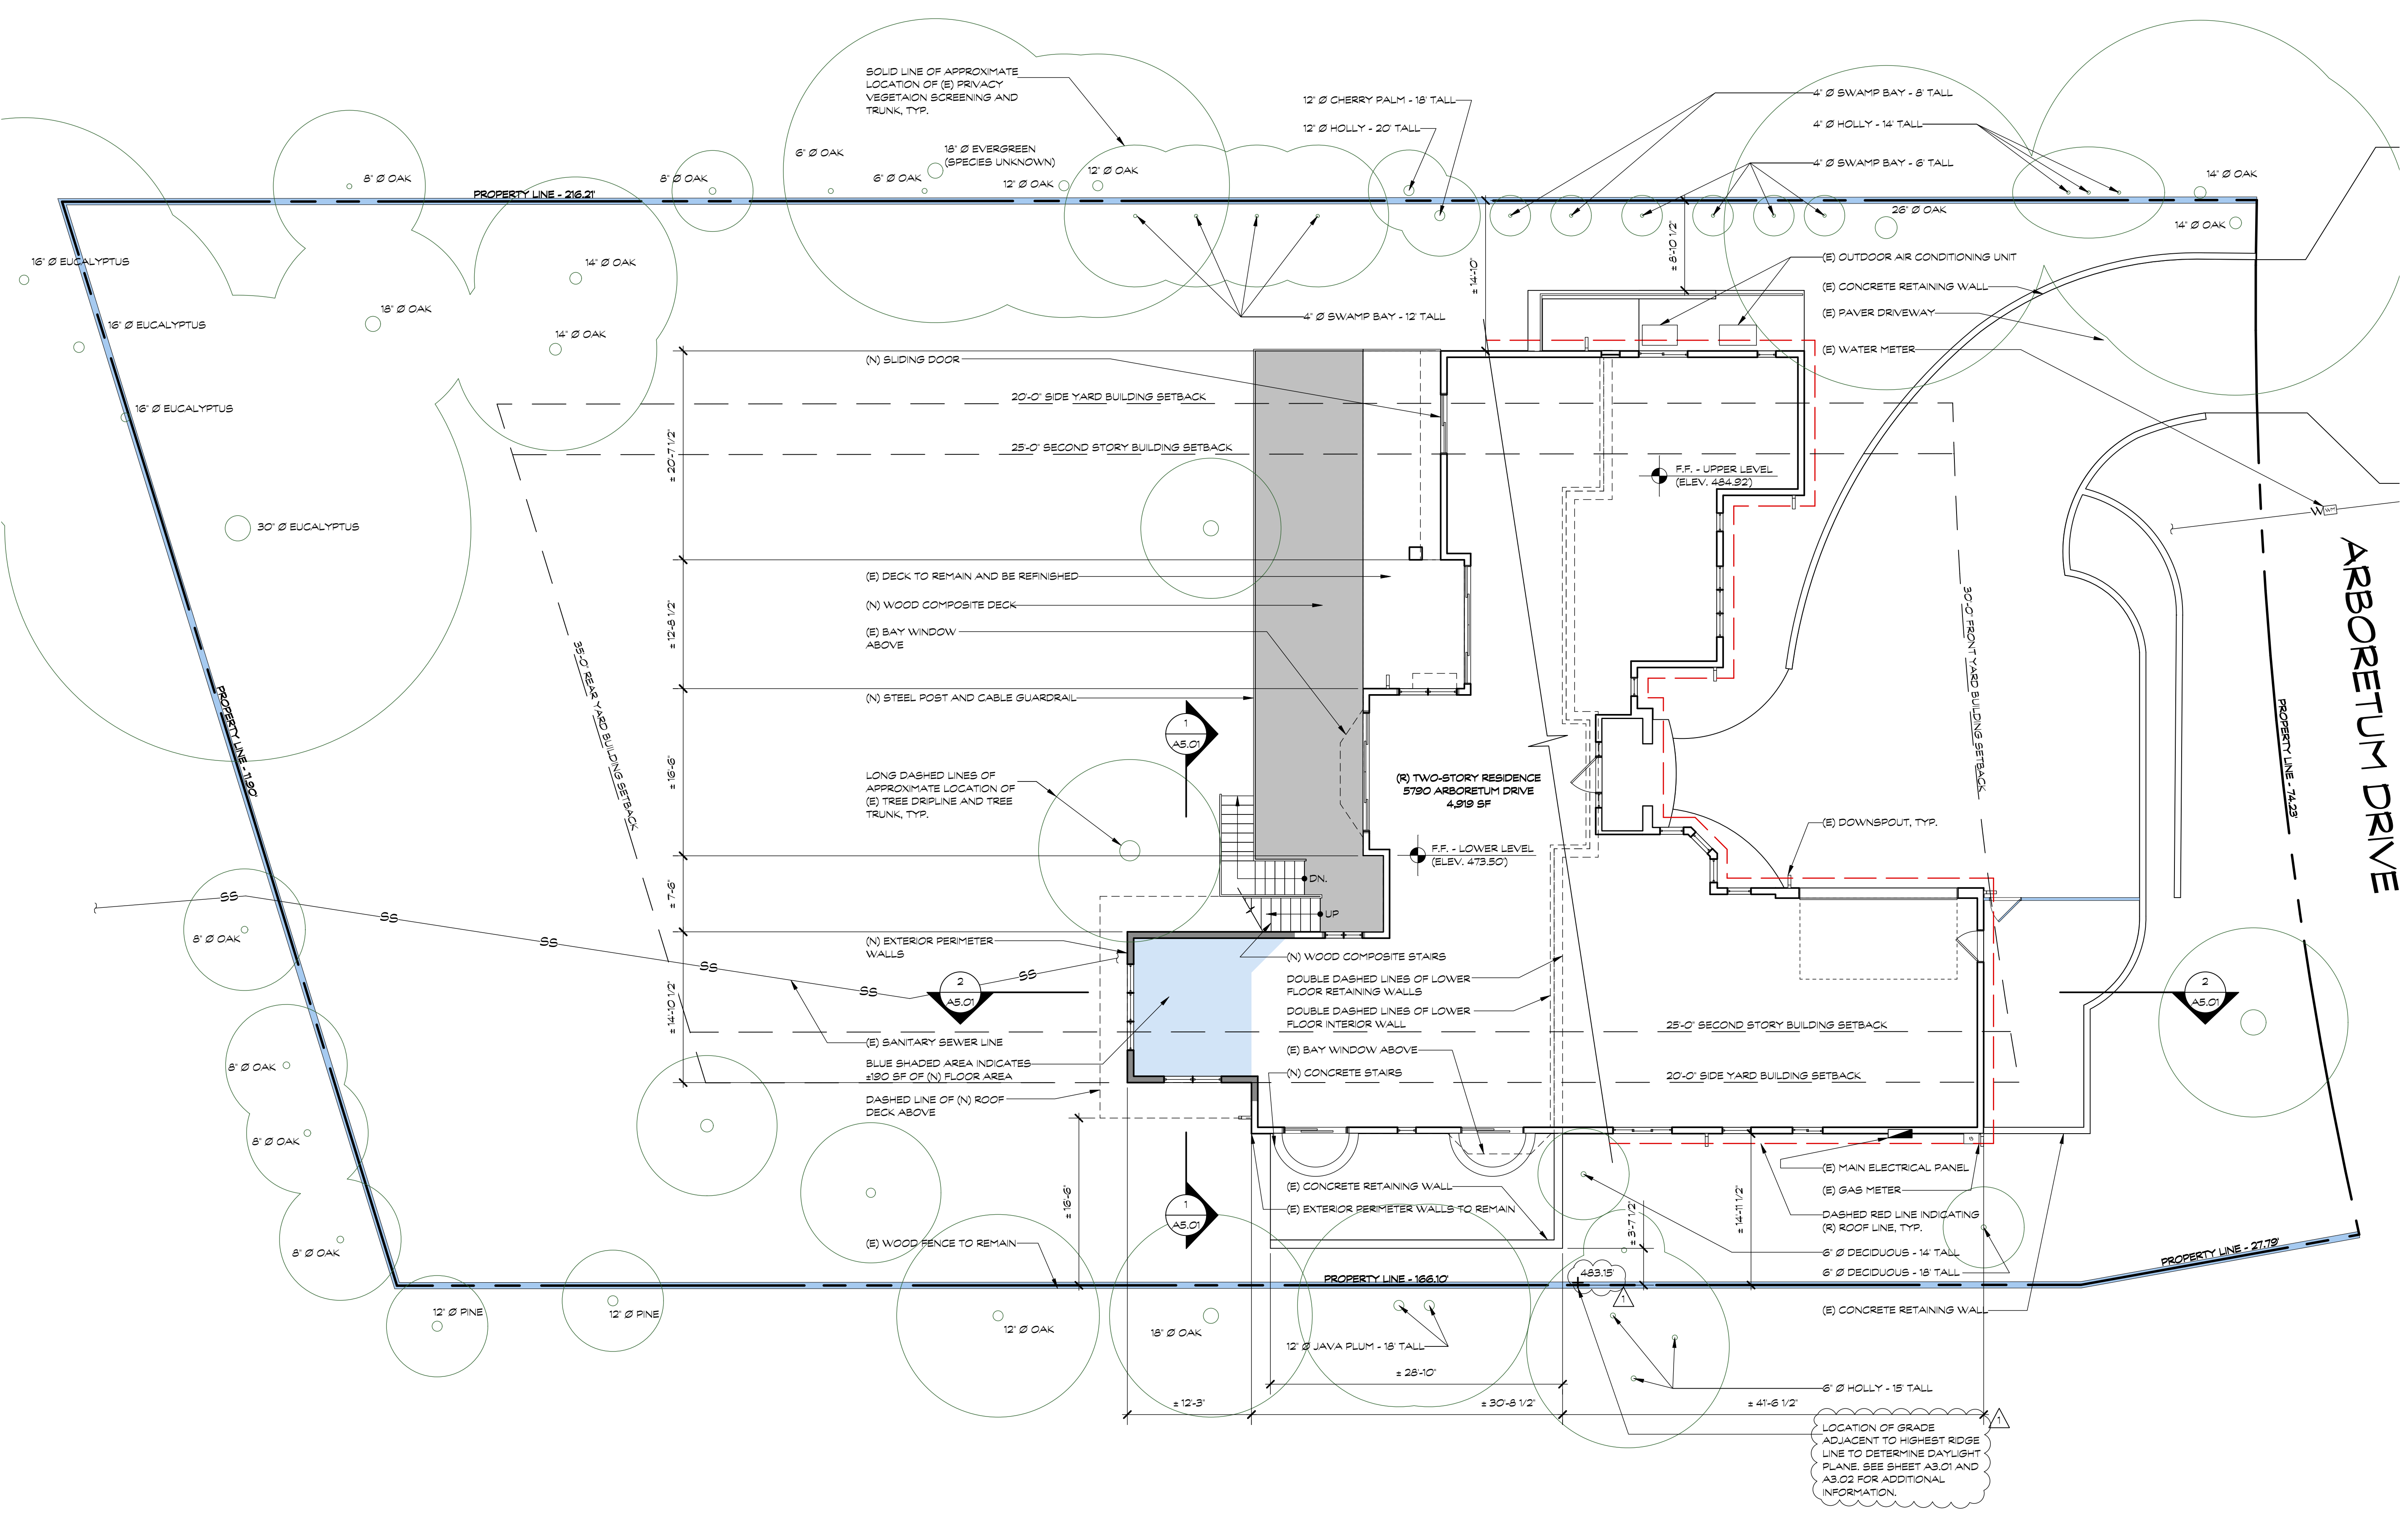 SOLID LINE OF APPROXIMATE
LOCATION OF (E) PRIVACY
VEGETAION SCREENING AND
TRUNK, TYP.
12" Ø CHERRY PALM - 18' TALL
12" Ø HOLLY - 20' TALL
4" Ø SWAMP BAY - 8' TALL
4" Ø HOLLY - 14' TALL
4" Ø SWAMP BAY - 6' TALL
6" Ø OAK
18" Ø EVERGREEN
(SPECIES UNKNOWN)
8" Ø OAK
8" Ø OAK
6" Ø OAK
12" Ø OAK
12" Ø OAK
14" Ø OAK
PROPERTY LINE - 216.21'
26" Ø OAK
14" Ø OAK
± 14'-10"
± 8'-10 1/2"
16" Ø EUCALYPTUS
14" Ø OAK
(E) OUTDOOR AIR CONDITIONING UNIT
(E) CONCRETE RETAINING WALL
(E) PAVER DRIVEWAY
(E) WATER METER
18" Ø OAK
16" Ø EUCALYPTUS
14" Ø OAK
4" Ø SWAMP BAY - 12' TALL
(N) SLIDING DOOR
16" Ø EUCALYPTUS
20'-0" SIDE YARD BUILDING SETBACK
25'-0" SECOND STORY BUILDING SETBACK
± 20'-7 1/2"
F.F. - UPPER LEVEL
(ELEV. 484.92')
W
WM
30" Ø EUCALYPTUS
ARBORETUM DRIVE
(E) DECK TO REMAIN AND BE REFINISHED
(N) WOOD COMPOSITE DECK
(E) BAY WINDOW
ABOVE
± 12'-8 1/2"
35'-0" REAR YARD BUILDING SETBACK
30'-0" FRONT YARD BUILDING SETBACK
(N) STEEL POST AND CABLE GUARDRAIL
PROPERTY LINE - 11.90'
PROPERTY LINE - 74.23'
1
A5.01
± 16'-6"
LONG DASHED LINES OF
APPROXIMATE LOCATION OF
(E) TREE DRIPLINE AND TREE
TRUNK, TYP.
(R) TWO-STORY RESIDENCE
5790 ARBORETUM DRIVE
4,919 SF
(E) DOWNSPOUT, TYP.
F.F. - LOWER LEVEL
(ELEV. 473.50')
DN.
UP
± 7'-6"
SS
SS
SS
SS
SS
SS
8" Ø OAK
(N) EXTERIOR PERIMETER
WALLS
2
A5.01
2
A5.01
(N) WOOD COMPOSITE STAIRS
DOUBLE DASHED LINES OF LOWER
FLOOR RETAINING WALLS
DOUBLE DASHED LINES OF LOWER
FLOOR INTERIOR WALL
± 14'-10 1/2"
25'-0" SECOND STORY BUILDING SETBACK
(E) SANITARY SEWER LINE
(E) BAY WINDOW ABOVE
BLUE SHADED AREA INDICATES
±190 SF OF (N) FLOOR AREA
(N) CONCRETE STAIRS
20'-0" SIDE YARD BUILDING SETBACK
DASHED LINE OF (N) ROOF
DECK ABOVE
8" Ø OAK
8" Ø OAK
8" Ø OAK
G
(E) MAIN ELECTRICAL PANEL
(E) GAS METER
DASHED RED LINE INDICATING
(R) ROOF LINE, TYP.
6" Ø DECIDUOUS - 14' TALL
6" Ø DECIDUOUS - 18' TALL
(E) CONCRETE RETAINING WALL
± 16'-6"
1
A5.01
(E) CONCRETE RETAINING WALL
(E) EXTERIOR PERIMETER WALLS TO REMAIN
± 3'-7 1/2"
± 14'-11 1/2"
(E) WOOD FENCE TO REMAIN
PROPERTY LINE - 166.10'
483.15'
1
PROPERTY LINE - 27.79'
12" Ø PINE
12" Ø PINE
12" Ø OAK
18" Ø OAK
12" Ø JAVA PLUM - 18' TALL
± 28'-10"
6" Ø HOLLY - 15' TALL
± 12'-3"
± 30'-8 1/2"
± 41'-6 1/2"
1
LOCATION OF GRADE
ADJACENT TO HIGHEST RIDGE
LINE TO DETERMINE DAYLIGHT
PLANE. SEE SHEET A3.01 AND
A3.02 FOR ADDITIONAL
INFORMATION.